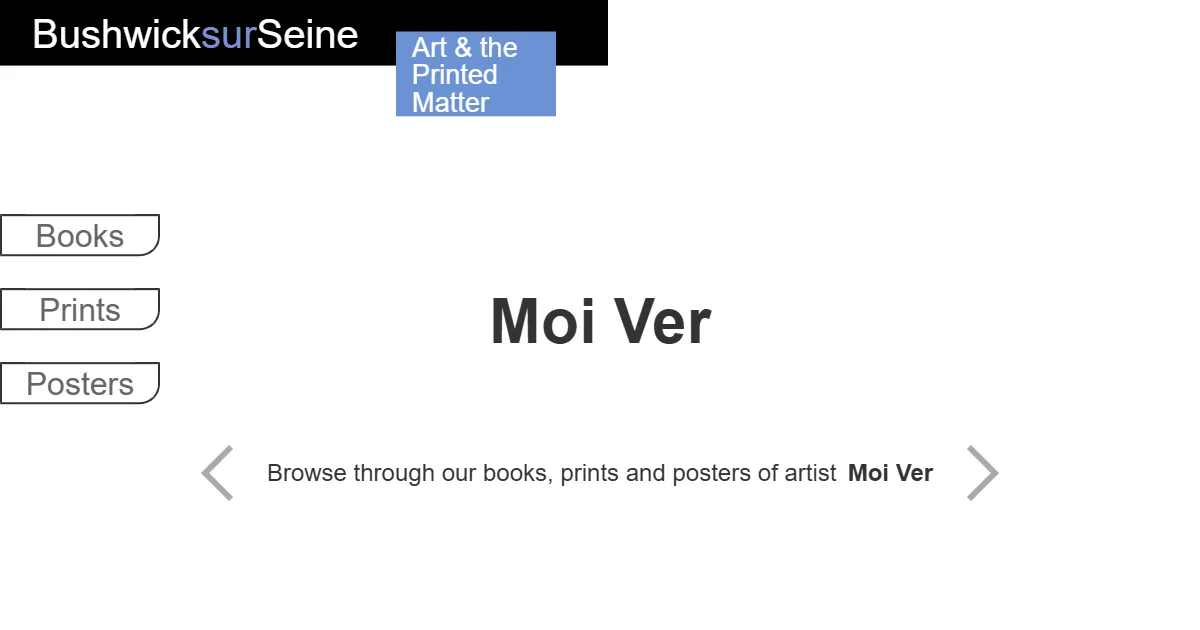 BushwicksurSeine
Art & the
Printed
Matter
Books
Prints
Posters
Moi Ver
Browse through our books, prints and posters of artist Moi Ver